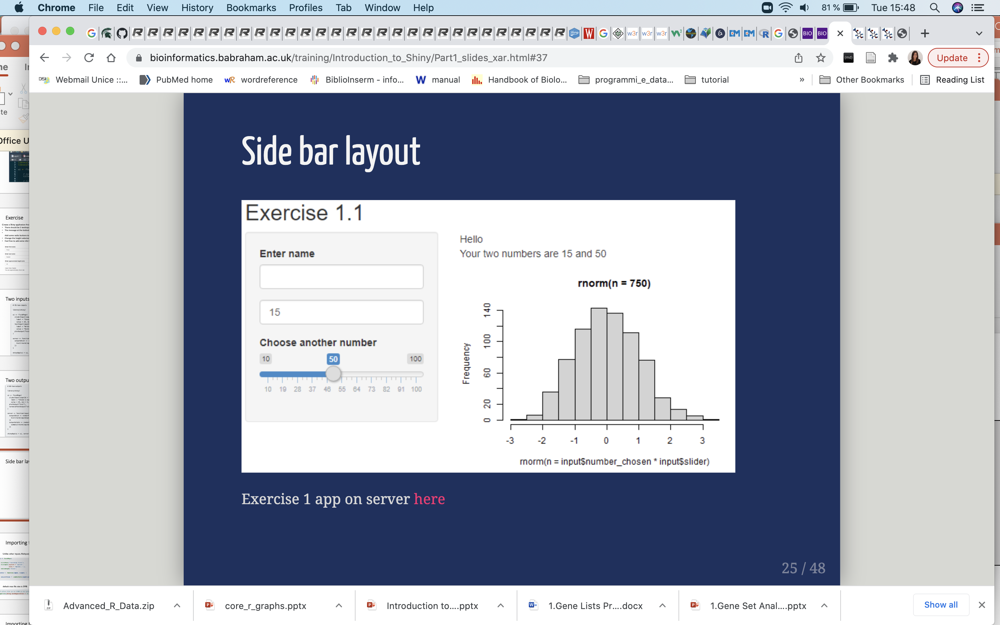 Chrome File Edit View History Bookmarks Profiles Tab Window Help 81 % Tue 15:48
bioinformatics.babraham.ac.uk/training/Introduction_to_Shiny/Part1_slides_xar.html#37
Update
Webmail Unice ::... PubMed home wordreference BiblioInserm - info... manual Handbook of Biolo... programmi_e_data... tutorial » Other Bookmarks Reading List
Side bar layout
Exercise 1.1
Enter name
15
Choose another number
10 50 100
10 19 28 37 46 55 64 73 82 91 100
Hello
Your two numbers are 15 and 50
rnorm(n = 750)
Frequency
0 20 60 100 140
-3 -2 -1 0 1 2 3
rnorm(n = input$number_chosen * input$slider)
Exercise 1 app on server here
25 / 48
Office U
Exercise
Two inputs
Two outpu
Side bar lay
Importing
Importing
Advanced_R_Data.zip core_r_graphs.pptx Introduction to....pptx 1.Gene Lists Pr....docx 1.Gene Set Anal....pptx Show all